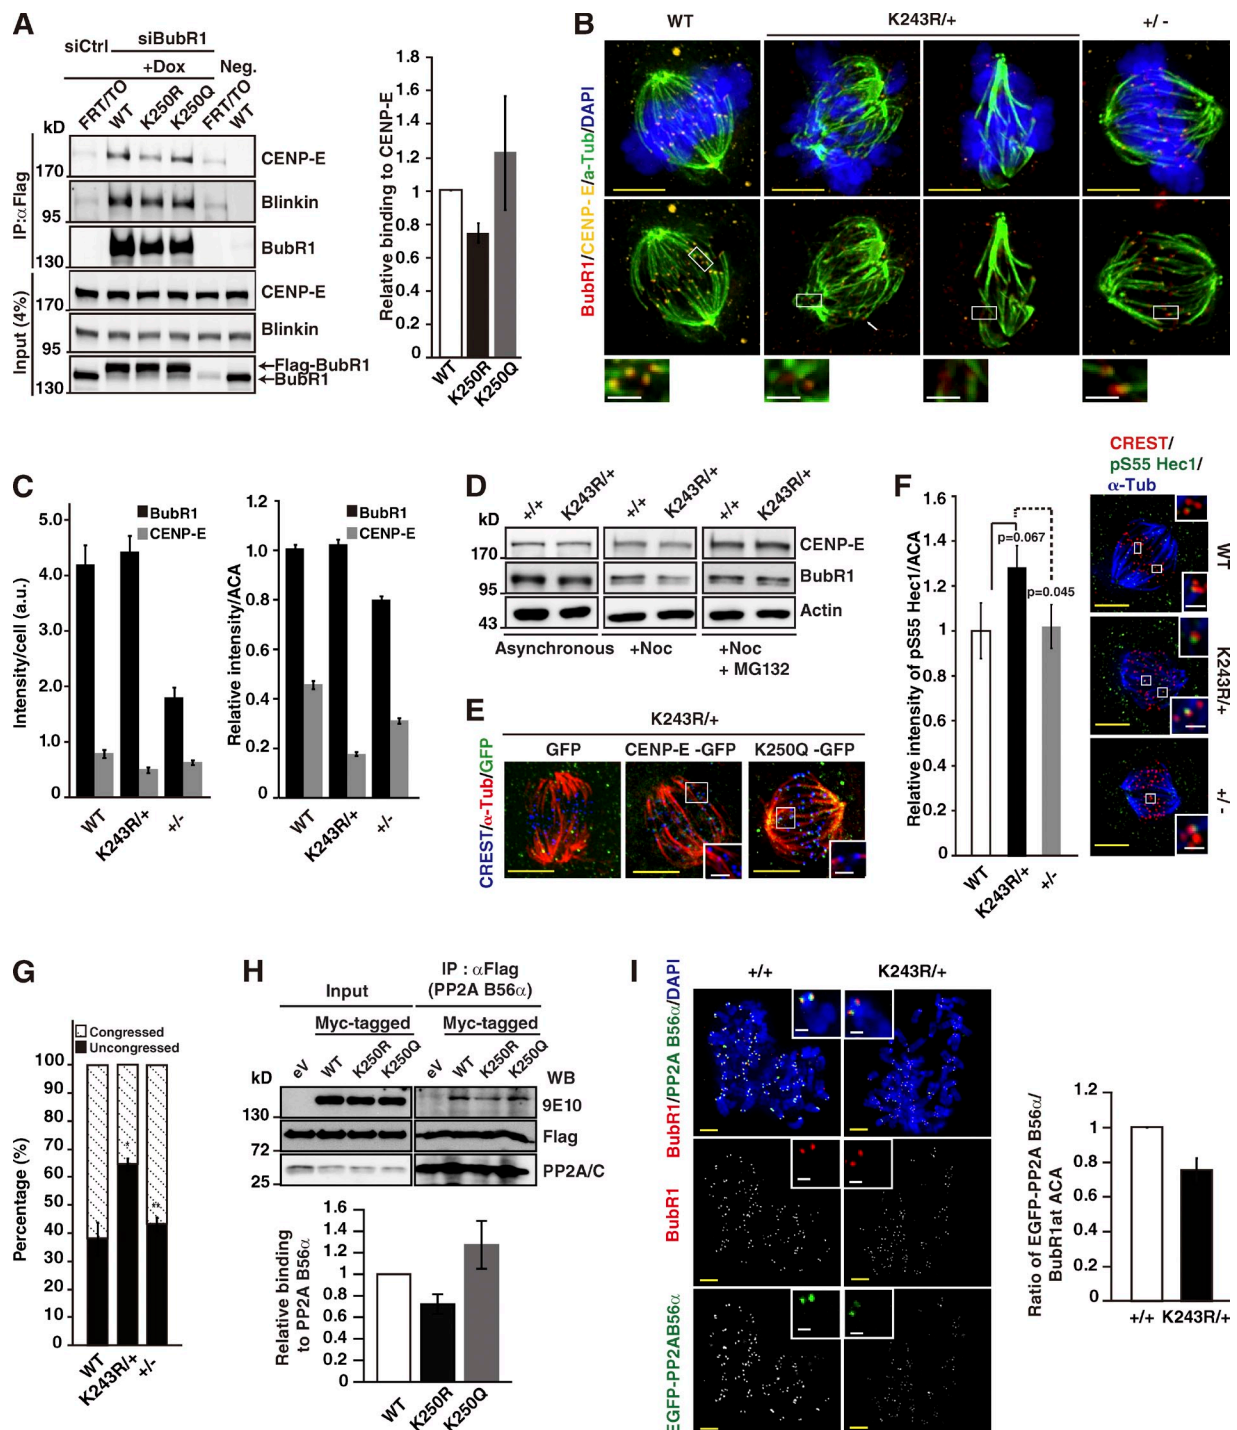 A
siCtrl
siBubR1
+Dox
Neg.
FRT/TO
WT
K250R
K250Q
FRT/TO
WT
kD
IP:αFlag
170
CENP-E
95
Blinkin
130
BubR1
Input (4%)
170
CENP-E
95
Blinkin
130
Flag-BubR1
BubR1
Relative binding to CENP-E
1.8
1.6
1.4
1.2
1.0
0.8
0.6
0.4
0.2
0
WT
K250R
K250Q
B
WT
K243R/+
+/-
BubR1/CENP-E/a-Tub/DAPI
C
Intensity/cell (a.u.)
5.0
4.0
2.0
1.0
0
BubR1
CENP-E
WT
K243R/+
+/-
Relative intensity/ACA
1.2
1.0
0.8
0.6
0.4
0.2
0
BubR1
CENP-E
WT
K243R/+
+/-
D
+/+
K243R/+
+/+
K243R/+
+/+
K243R/+
kD
170
CENP-E
95
BubR1
43
Actin
Asynchronous
+Noc
+Noc
+ MG132
E
K243R/+
GFP
CENP-E -GFP
K250Q -GFP
CREST/α-Tub/GFP
F
Relative intensity of pS55 Hec1/ACA
1.6
1.4
1.2
1
0.8
0.6
0.4
0.2
0
p=0.067
p=0.045
WT
K243R/+
+/-
CREST/
pS55 Hec1/
α-Tub
WT
K243R/+
+/-
G
Congressed
Uncongressed
Percentage (%)
100
90
80
70
60
50
40
30
20
10
0
*
**
WT
K243R/+
+/-
H
Input
IP : αFlag
(PP2A B56α)
Myc-tagged
Myc-tagged
eV
WT
K250R
K250Q
eV
WT
K250R
K250Q
kD
WB
130
9E10
72
Flag
25
PP2A/C
Relative binding
to PP2A B56α
1.6
1.4
1.2
1
0.8
0.6
0.4
0.2
0
WT
K250R
K250Q
I
+/+
K243R/+
BubR1/PP2A B56α/DAPI
BubR1
EGFP-PP2AB56α
Ratio of EGFP-PP2A B56α/
BubR1at ACA
1.2
1
0.8
0.6
0.4
0.2
0
+/+
K243R/+